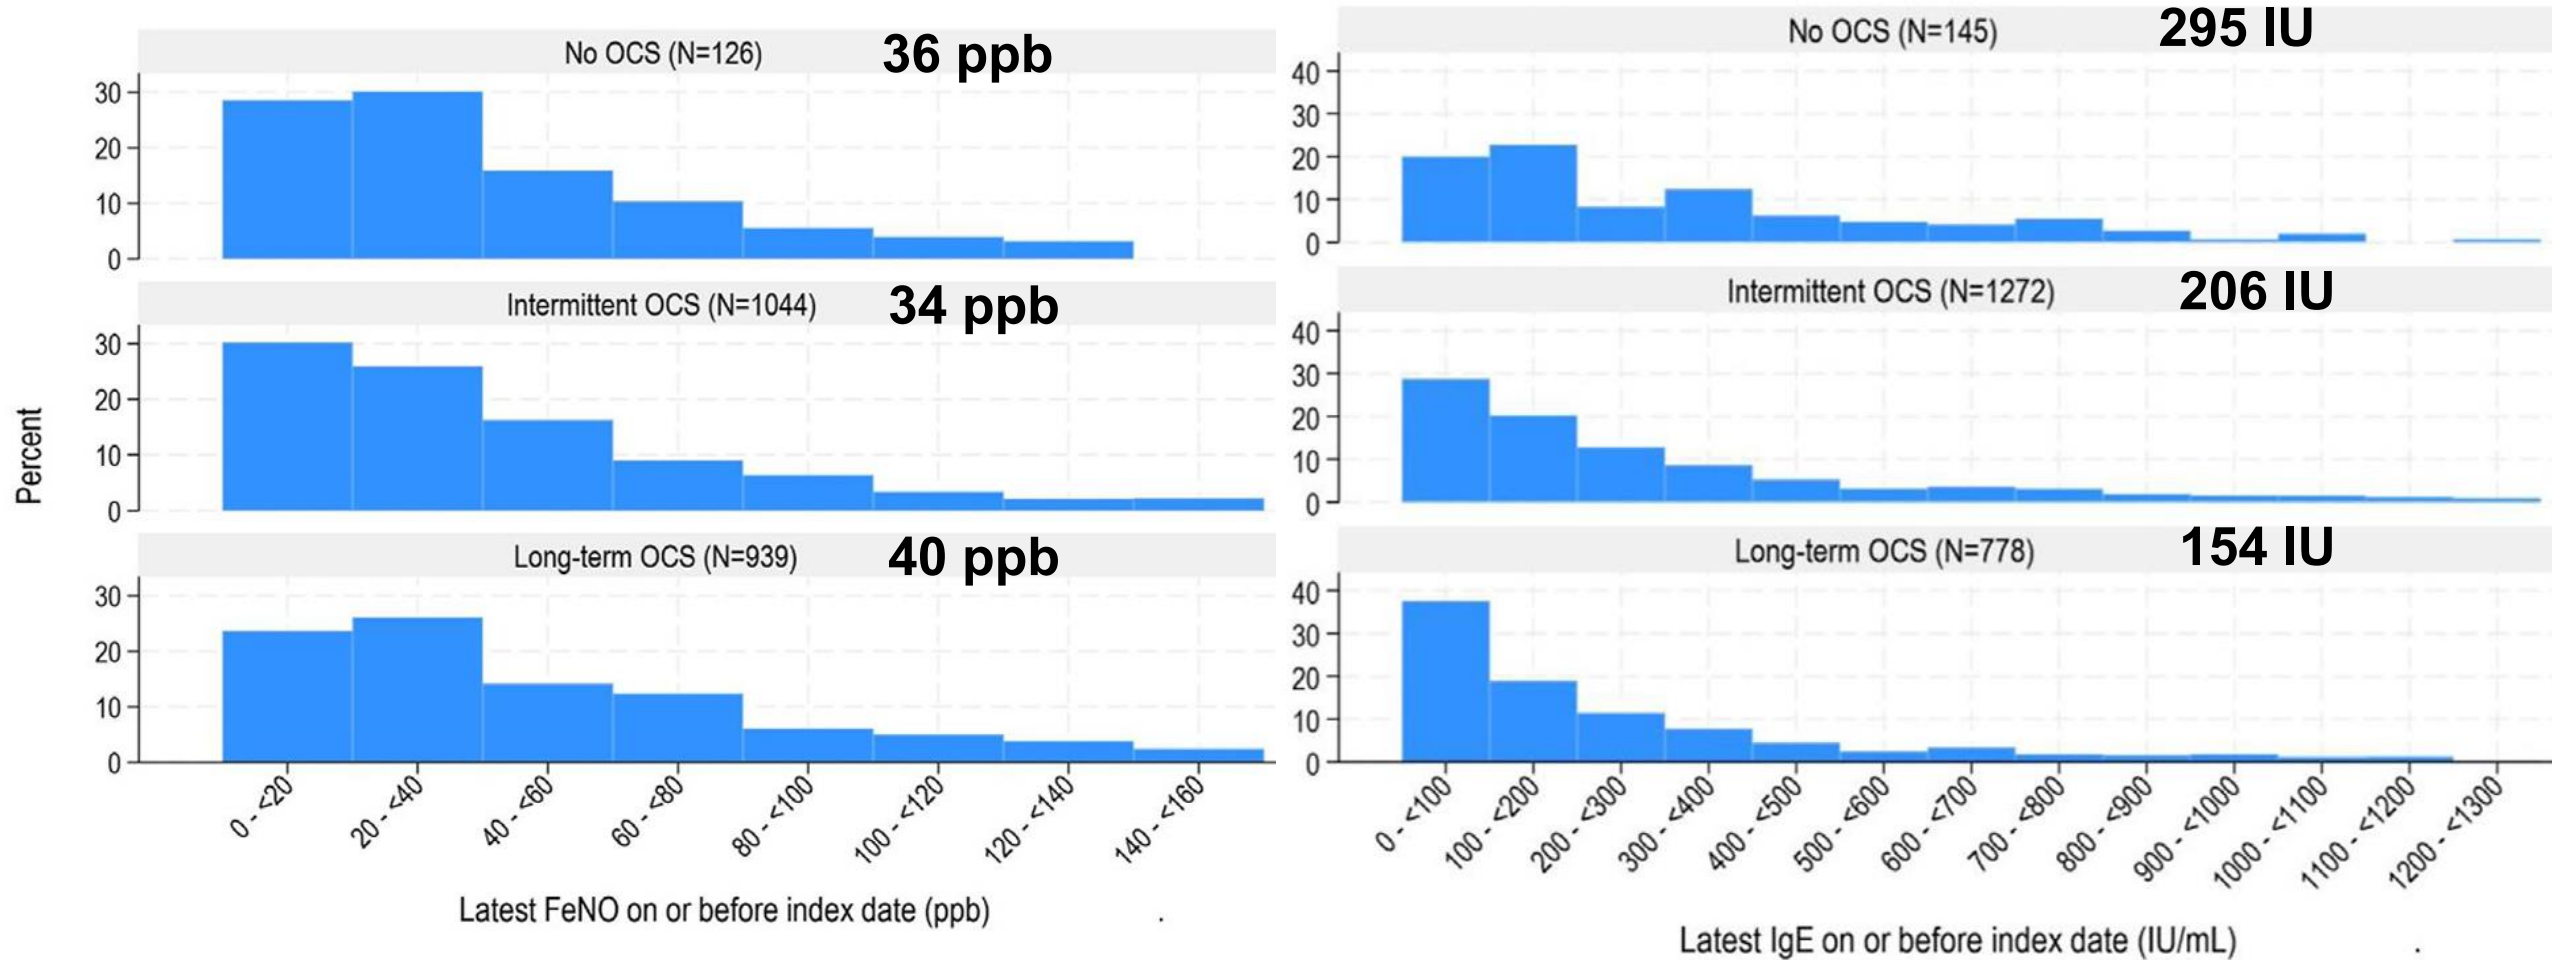 No OCS (N=126) 36 ppb
30
20
10
0
Intermittent OCS (N=1044) 34 ppb
30
20
10
0
Long-term OCS (N=939) 40 ppb
30
20
10
0
Percent
0 - <20
20 - <40
40 - <60
60 - <80
80 - <100
100 - <120
120 - <140
140 - <160
Latest FeNO on or before index date (ppb) .
No OCS (N=145) 295 IU
40
30
20
10
0
Intermittent OCS (N=1272) 206 IU
40
30
20
10
0
Long-term OCS (N=778) 154 IU
40
30
20
10
0
0 - <100
100 - <200
200 - <300
300 - <400
400 - <500
500 - <600
600 - <700
700 - <800
800 - <900
900 - <1000
1000 - <1100
1100 - <1200
1200 - <1300
Latest IgE on or before index date (IU/mL) .